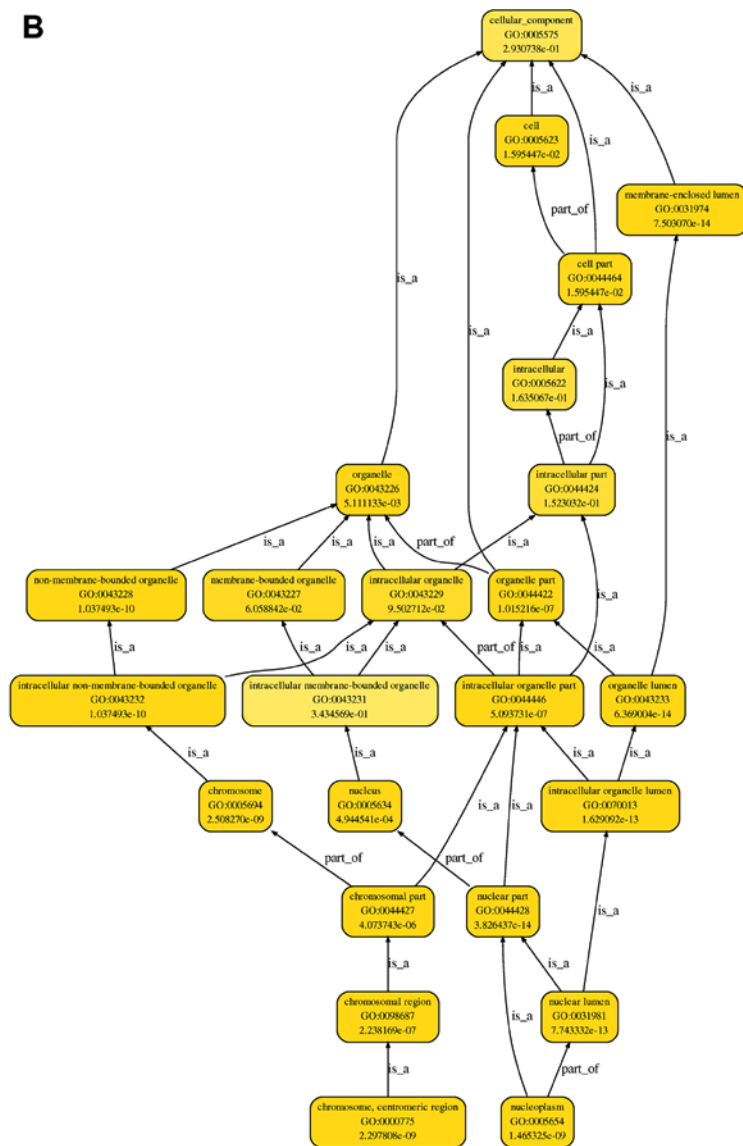 B
cellular_component
GO:0005575
2.930738e-01
is_a
is_a
is_a
cell
GO:0005623
1.595447e-02
is_a
membrane-enclosed lumen
GO:0031974
7.503070e-14
part_of
cell part
GO:0044464
1.595447e-02
is_a
is_a
is_a
intracellular
GO:0005622
1.635067e-01
is_a
part_of
is_a
organelle
GO:0043226
5.111133e-03
intracellular part
GO:0044424
1.523032e-01
is_a
is_a
is_a
part_of
is_a
non-membrane-bounded organelle
GO:0043228
1.037493e-10
membrane-bounded organelle
GO:0043227
6.058842e-02
intracellular organelle
GO:0043229
9.502712e-02
organelle part
GO:0044422
1.015216e-07
is_a
is_a
is_a
is_a
is_a
part_of
is_a
is_a
intracellular non-membrane-bounded organelle
GO:0043232
1.037493e-10
intracellular membrane-bounded organelle
GO:0043231
3.434569e-01
intracellular organelle part
GO:0044446
5.093731e-07
organelle lumen
GO:0043233
6.369004e-14
is_a
is_a
is_a
is_a
chromosome
GO:0005694
2.508270e-09
nucleus
GO:0005634
4.944541e-04
is_a
is_a
intracellular organelle lumen
GO:0070013
1.629092e-13
part_of
part_of
chromosomal part
GO:0044427
4.073743e-06
nuclear part
GO:0044428
3.826437e-14
is_a
is_a
is_a
chromosomal region
GO:0098687
2.238169e-07
nuclear lumen
GO:0031981
7.743332e-13
is_a
is_a
part_of
chromosome, centromeric region
GO:0000775
2.297808e-09
nucleoplasm
GO:0005654
1.465325e-09